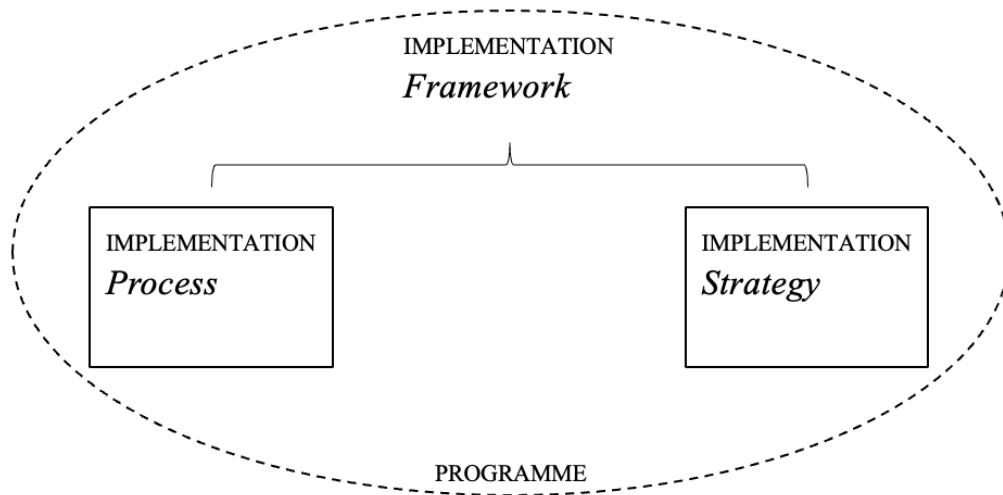 IMPLEMENTATION
Framework
IMPLEMENTATION
Process
IMPLEMENTATION
Strategy
PROGRAMME